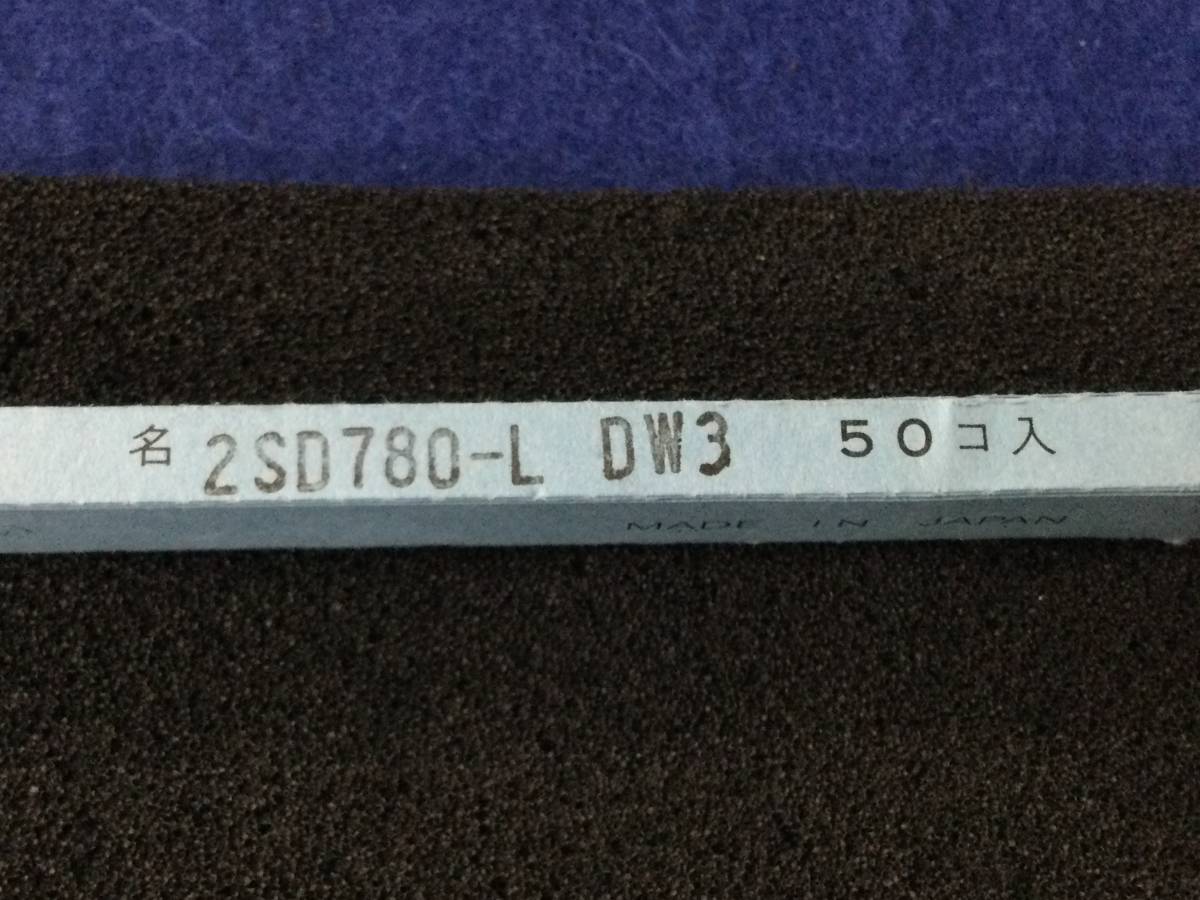 名 2SD780-L DW3 50コ入
MADE IN JAPAN